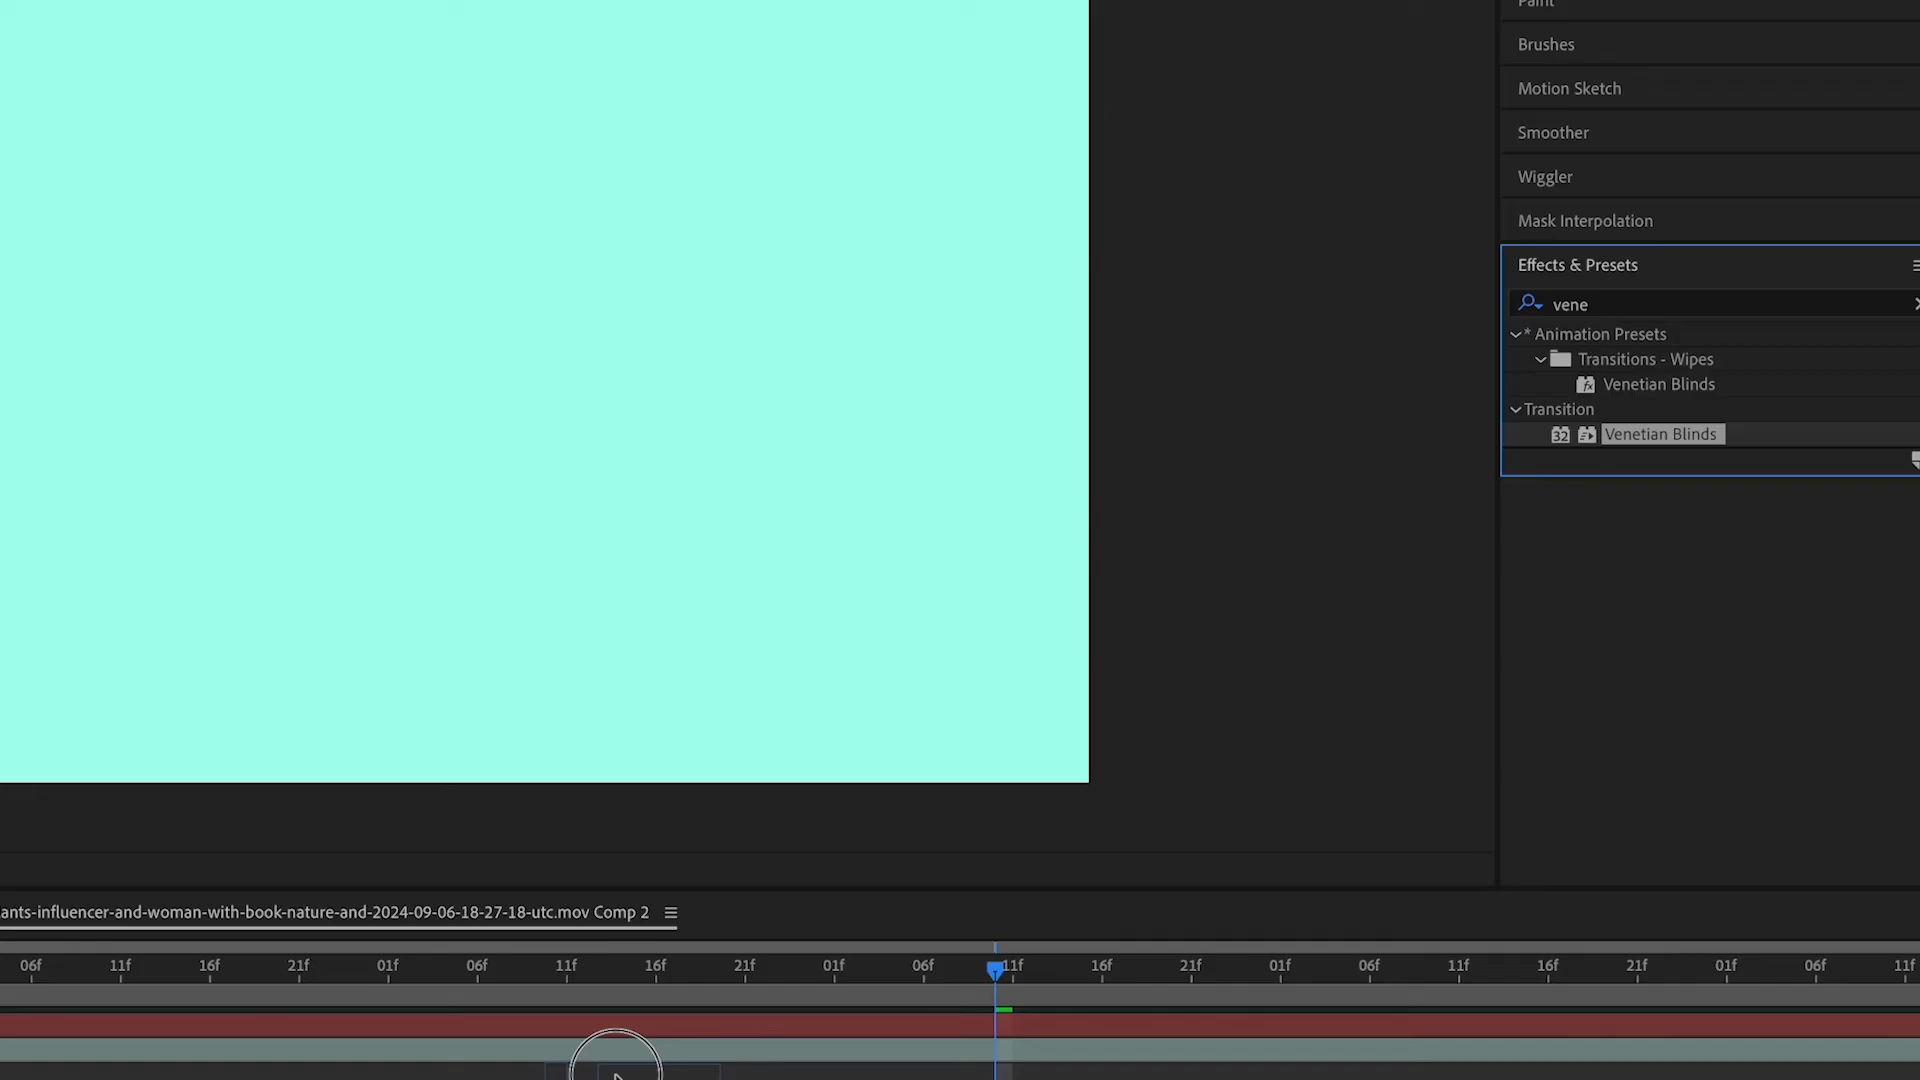 Paint
Brushes
Motion Sketch
Smoother
Wiggler
Mask Interpolation
Effects & Presets
vene
* Animation Presets
Transitions - Wipes
Venetian Blinds
Transition
32 Venetian Blinds
ants-influencer-and-woman-with-book-nature-and-2024-09-06-18-27-18-utc.mov Comp 2
06f 11f 16f 21f 01f 06f 11f 16f 21f 01f 06f 11f 16f 21f 01f 06f 11f 16f 21f 01f 06f 11f